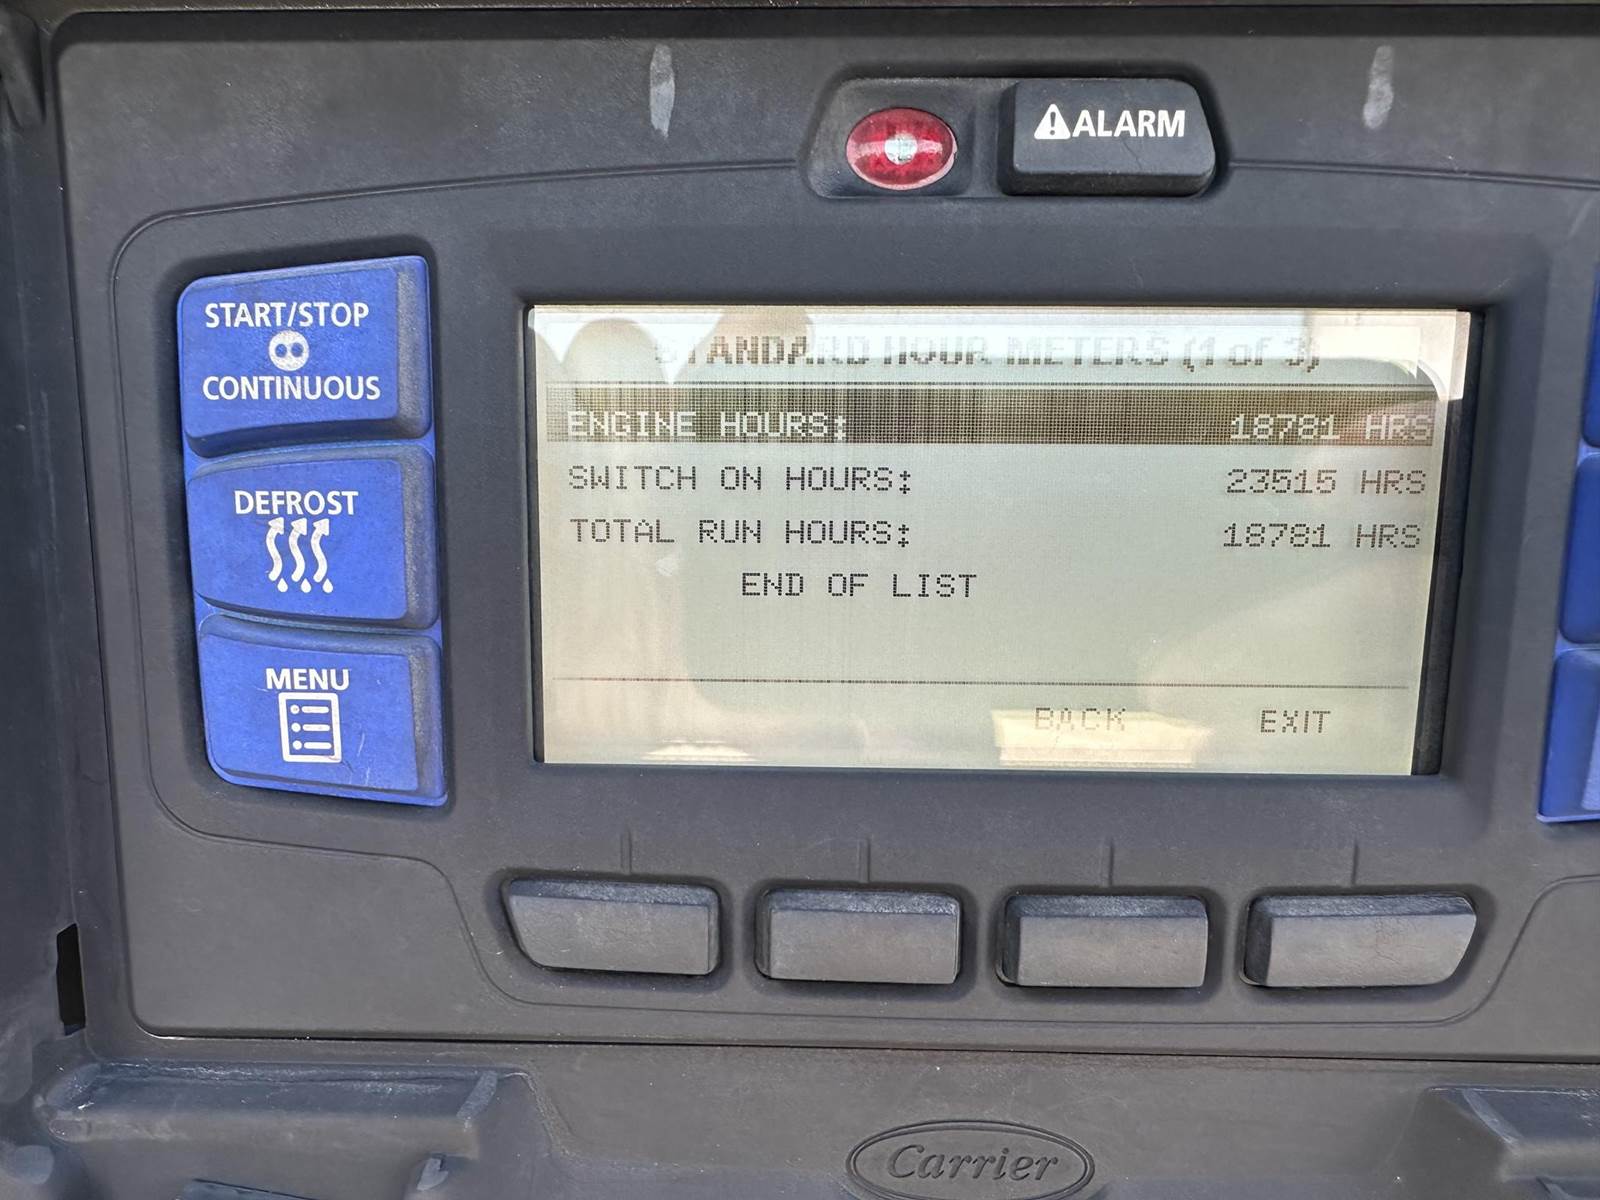 ALARM
START/STOP
CONTINUOUS
DEFROST
MENU
STANDARD HOUR METERS (1 of 3)
ENGINE HOURS: 18781 HRS
SWITCH ON HOURS: 23515 HRS
TOTAL RUN HOURS: 18781 HRS
END OF LIST
BACK EXIT
Carrier